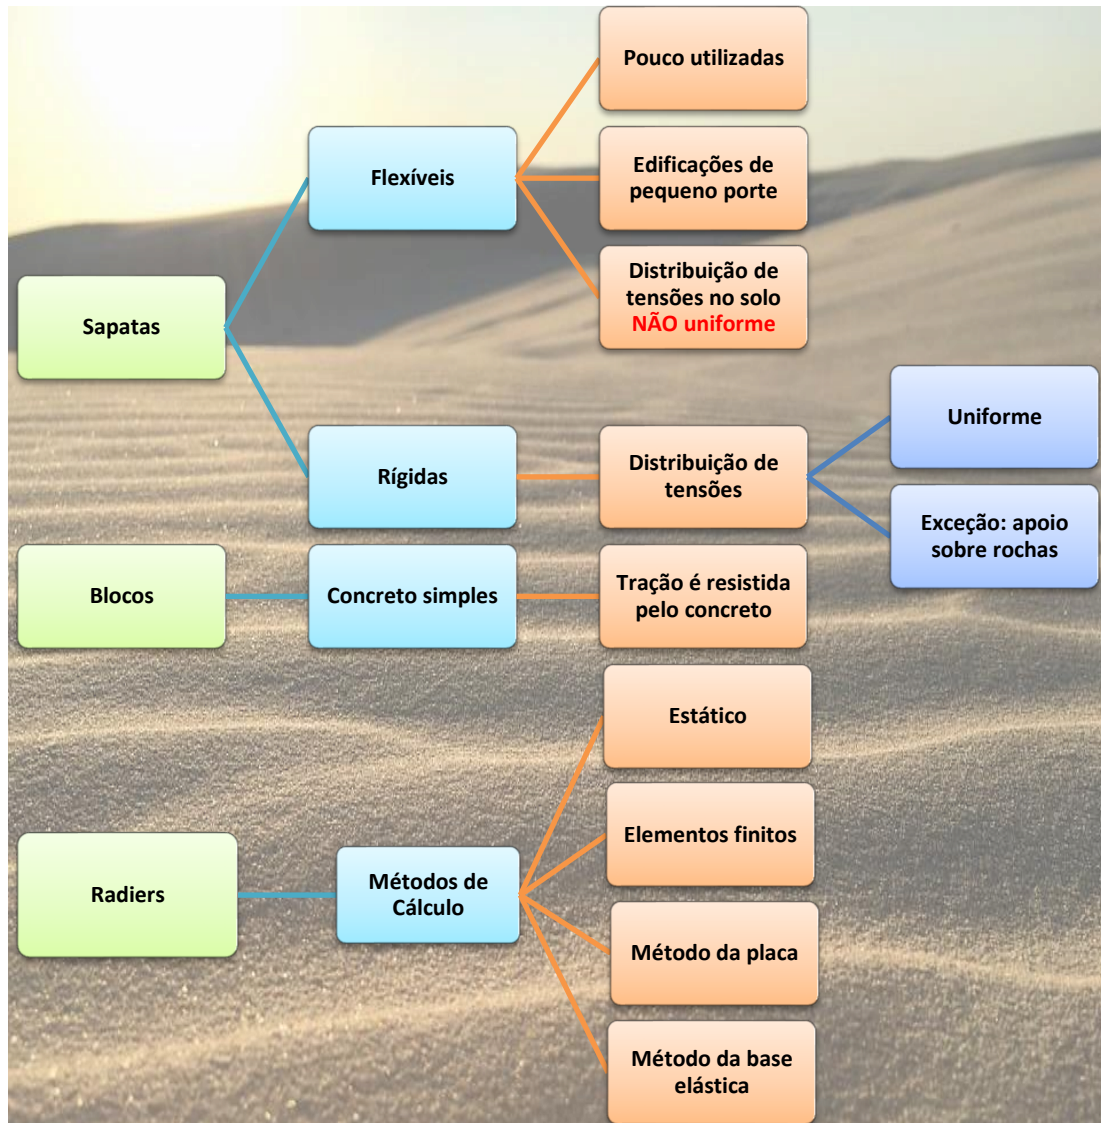 Pouco utilizadas
Flexíveis
Edificações de
pequeno porte
Distribuição de
tensões no solo
NÃO uniforme
Sapatas
Uniforme
Rígidas
Distribuição de
tensões
Exceção: apoio
sobre rochas
Blocos
Concreto simples
Tração é resistida
pelo concreto
Estático
Elementos finitos
Radiers
Métodos de
Cálculo
Método da placa
Método da base
elástica